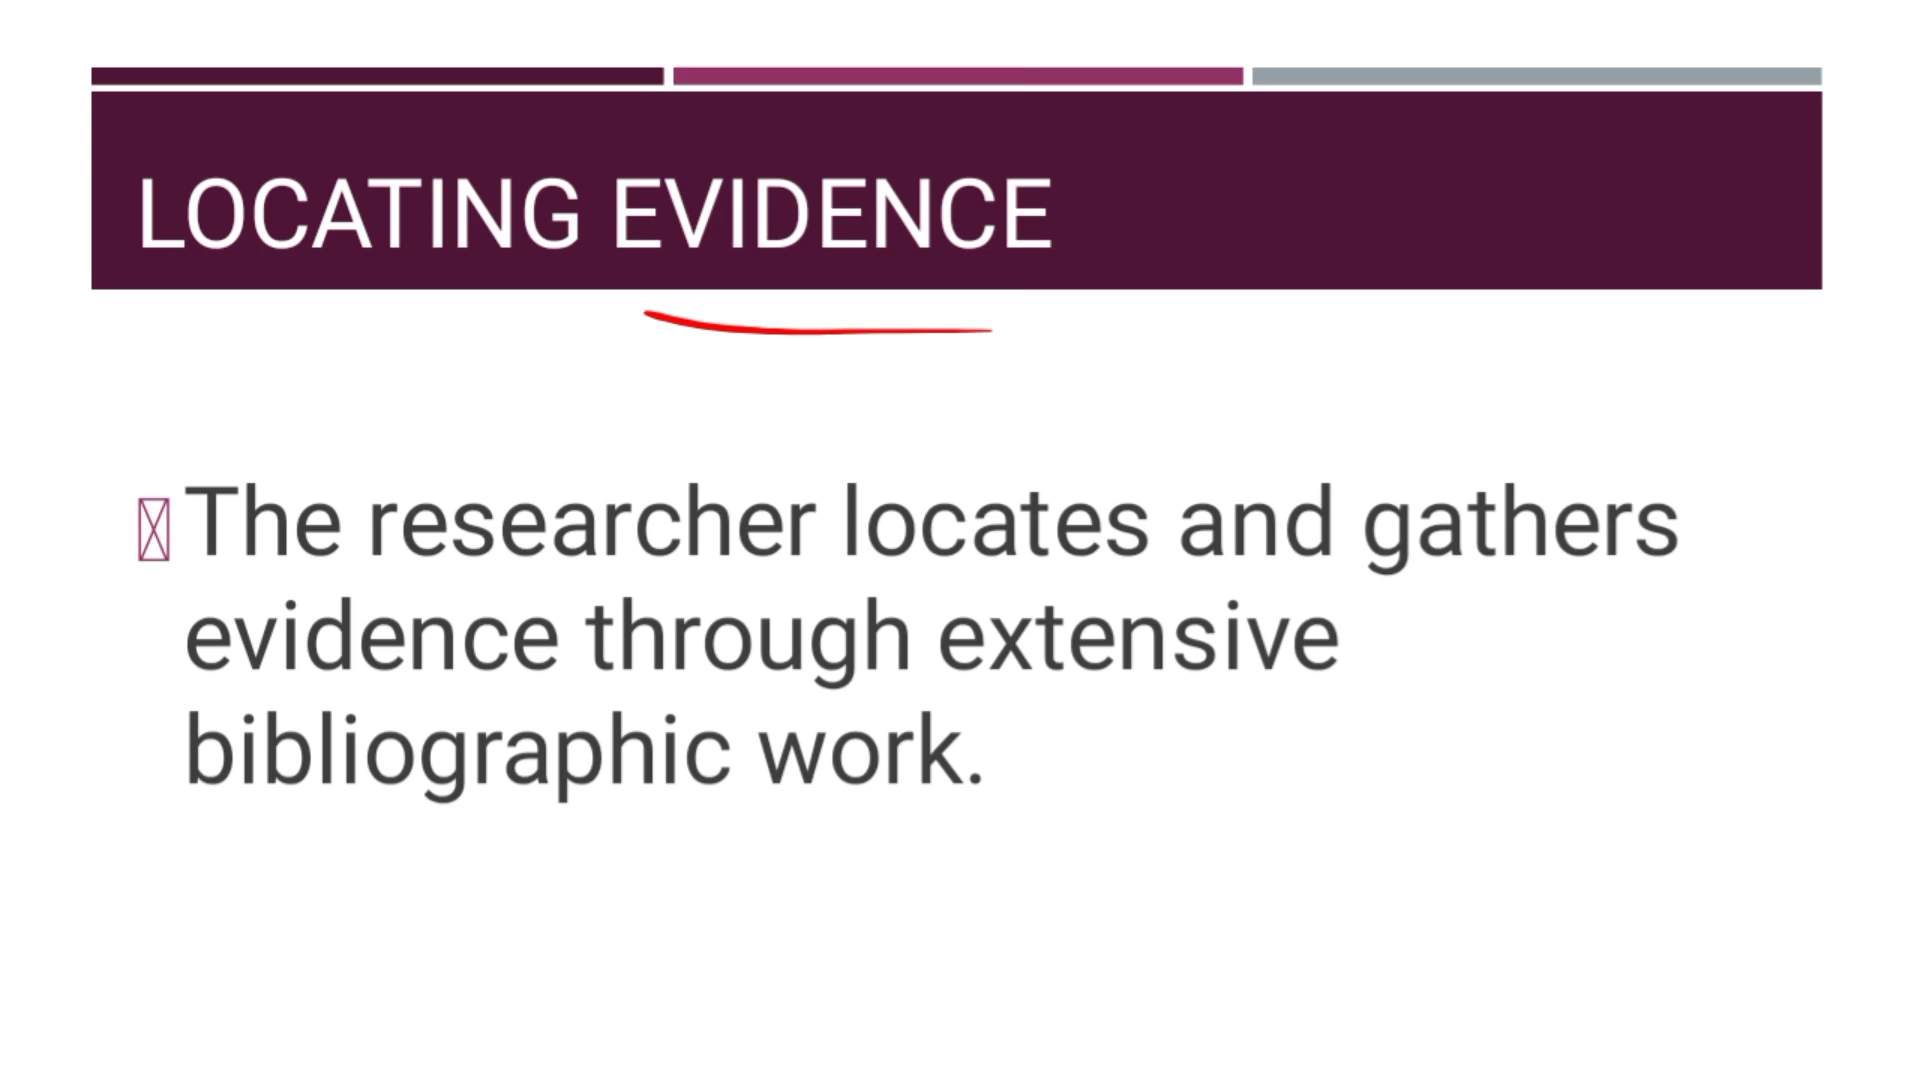 LOCATING EVIDENCE
The researcher locates and gathers
evidence through extensive
bibliographic work.